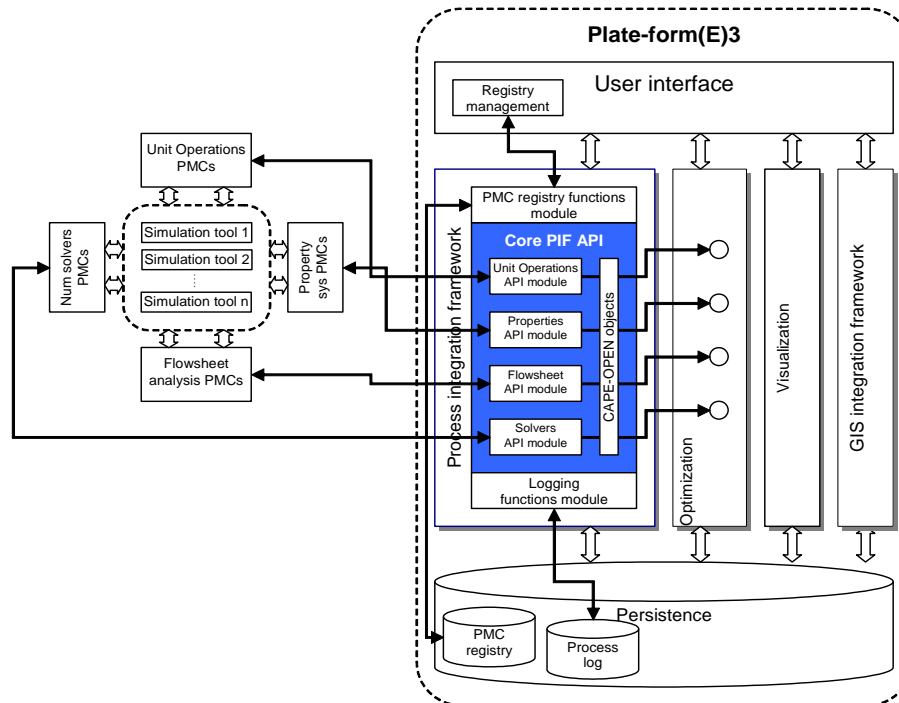 Plate-form(E)3
User interface
Registry
management
Unit Operations
PMCs
Num solvers
PMCs
Simulation tool 1
Simulation tool 2
Simulation tool n
Property
sys PMCs
Flowsheet
analysis PMCs
Process integration framework
PMC registry functions
module
Core PIF API
Unit Operations
API module
Properties
API module
Flowsheet
API module
Solvers
API module
CAPE-OPEN objects
Logging
functions module
Optimization
Visualization
GIS integration framework
Persistence
PMC
registry
Process
log